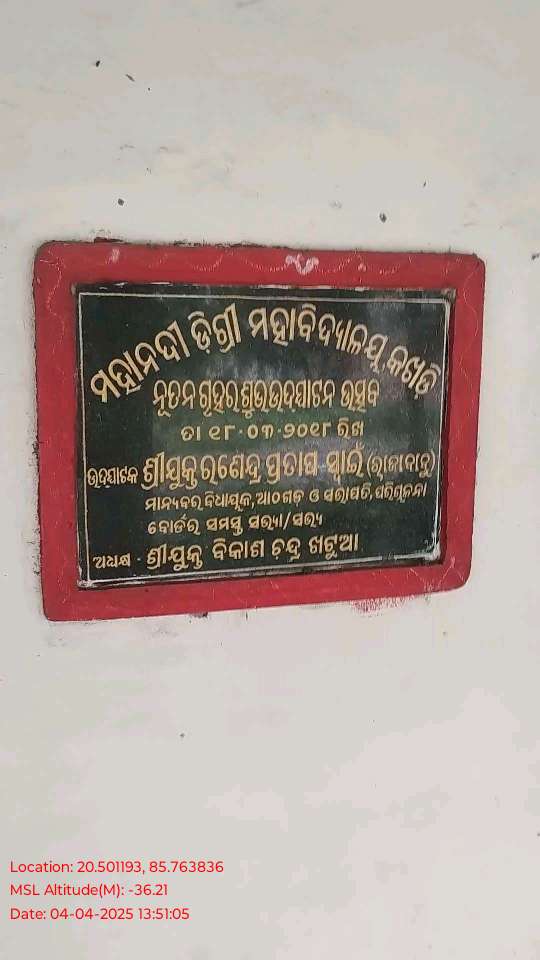 ମହାନଦୀ ଡ଼ିଗ୍ରୀ ମହାବିଦ୍ୟାଳୟ, କଖଡ଼ି
ନୂତନ ଗୃହର ଶୁଭ ଉଦ୍‌ଘାଟନ ଉତ୍ସବ
ତା ୧୮-୦୩-୨୦୧୮ ରିଖ
ଉଦ୍‌ଘାଟକ ଶ୍ରୀଯୁକ୍ତ ରଣେନ୍ଦ୍ର ପ୍ରତାପ ସ୍ୱାଇଁ (ରାଜାବାବୁ)
ମାନ୍ୟବର ବିଧାୟକ, ଆଠଗଡ଼ ଓ ସଭାପତି, ପରିଚାଳନା
ବୋର୍ଡର ସମସ୍ତ ସଭ୍ୟା/ସଭ୍ୟ
ଅଧ୍ୟକ୍ଷ - ଶ୍ରୀଯୁକ୍ତ ବିକାଶ ଚନ୍ଦ୍ର ଖଟୁଆ
Location: 20.501193, 85.763836
MSL Altitude(M): -36.21
Date: 04-04-2025 13:51:05